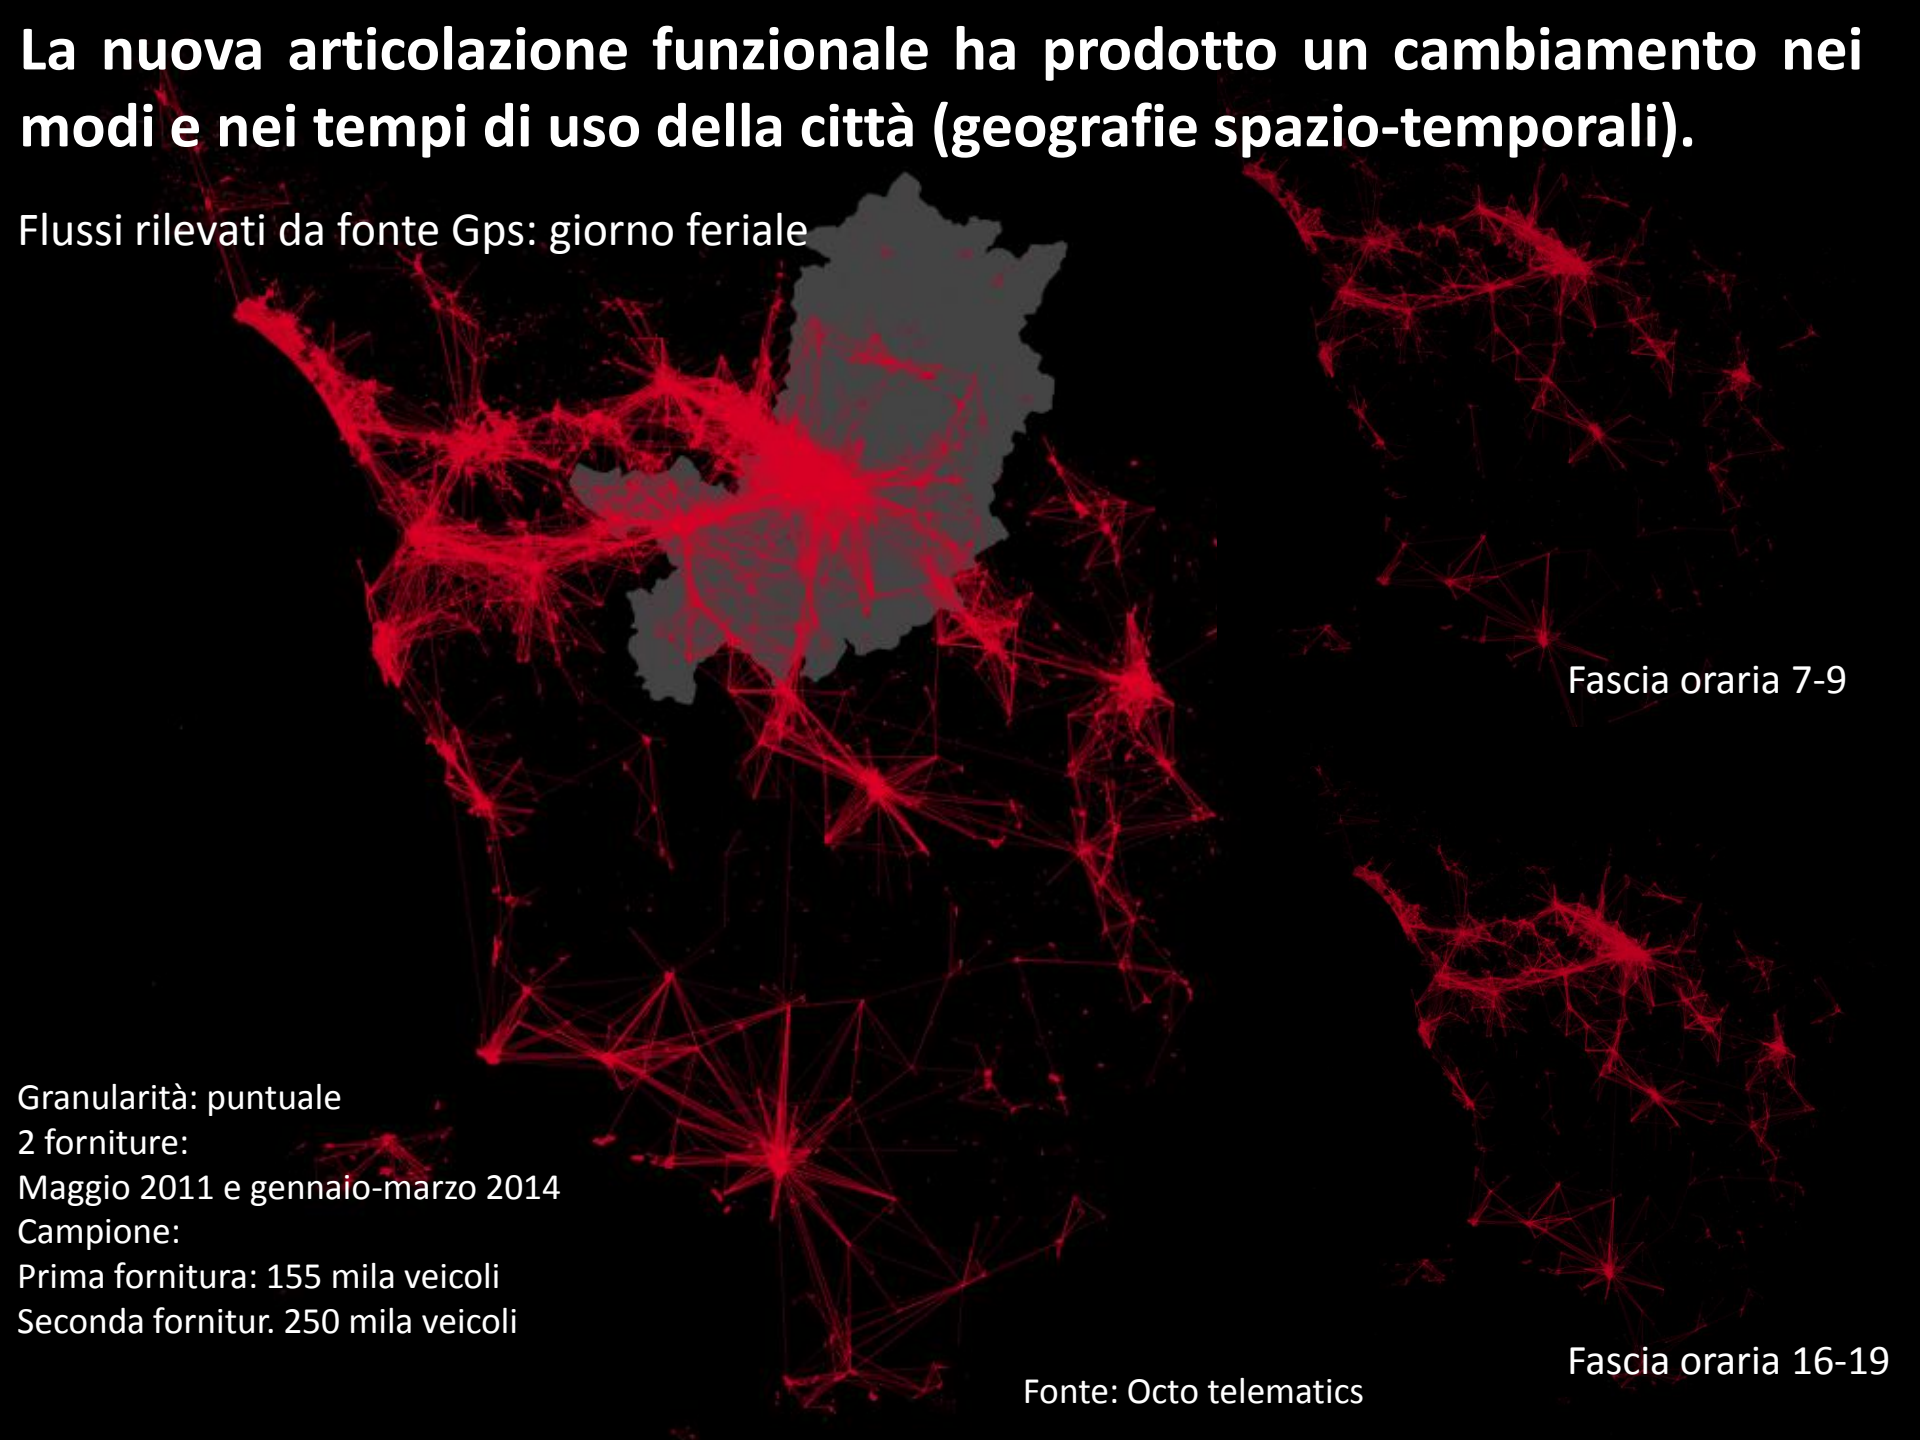 La nuova articolazione funzionale ha prodotto un cambiamento nei
modi e nei tempi di uso della città (geografie spazio-temporali).
Flussi rilevati da fonte Gps: giorno feriale
Fascia oraria 7-9
Granularità: puntuale
2 forniture:
Maggio 2011 e gennaio-marzo 2014
Campione:
Prima fornitura: 155 mila veicoli
Seconda fornitur. 250 mila veicoli
Fascia oraria 16-19
Fonte: Octo telematics